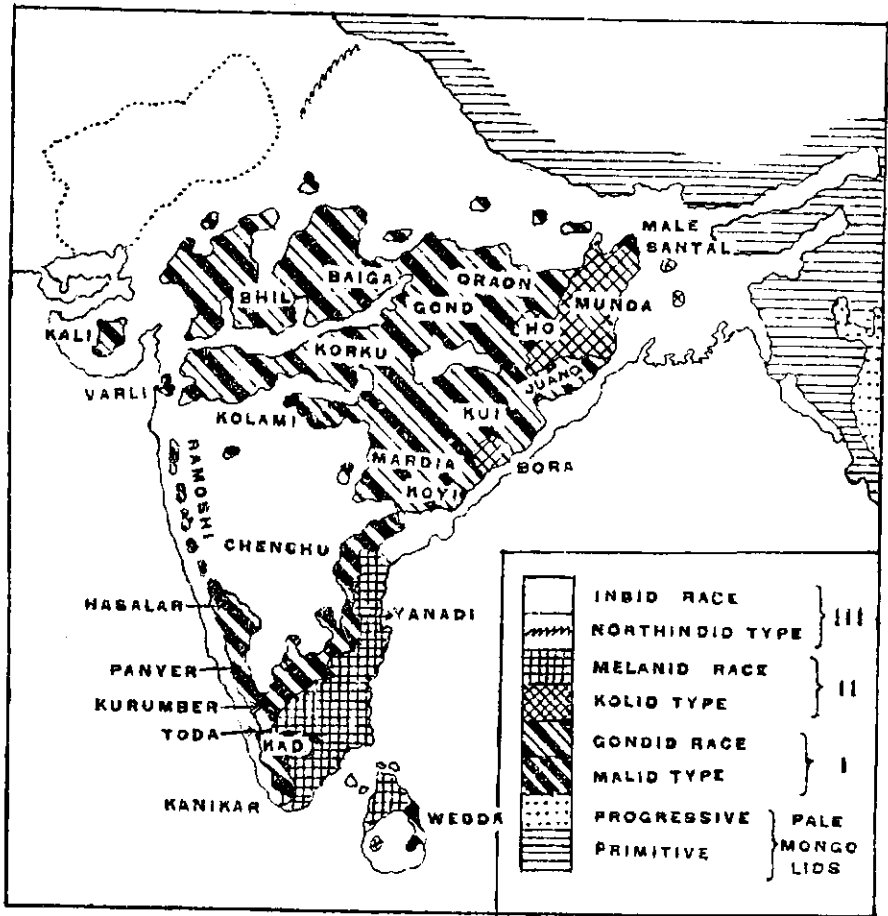 MALE
SANTAL
BAIGA
ORAON
BHIL
GOND
MUNDA
HO
KALI
KORKU
JUANG
VARLI
KOLAMI
KUI
MARDIA
BORA
RAMOSHI
KOYI
CHENCHU
HASALAR
YANADI
PANYER
KURUMBER
TODA
KAD
KANIKAR
WEDDA
INBID RACE
NORTHINDID TYPE
III
MELANID RACE
KOLID TYPE
II
GONDID RACE
MALID TYPE
I
PROGRESSIVE
PRIMITIVE
PALE
MONGO
LIDS